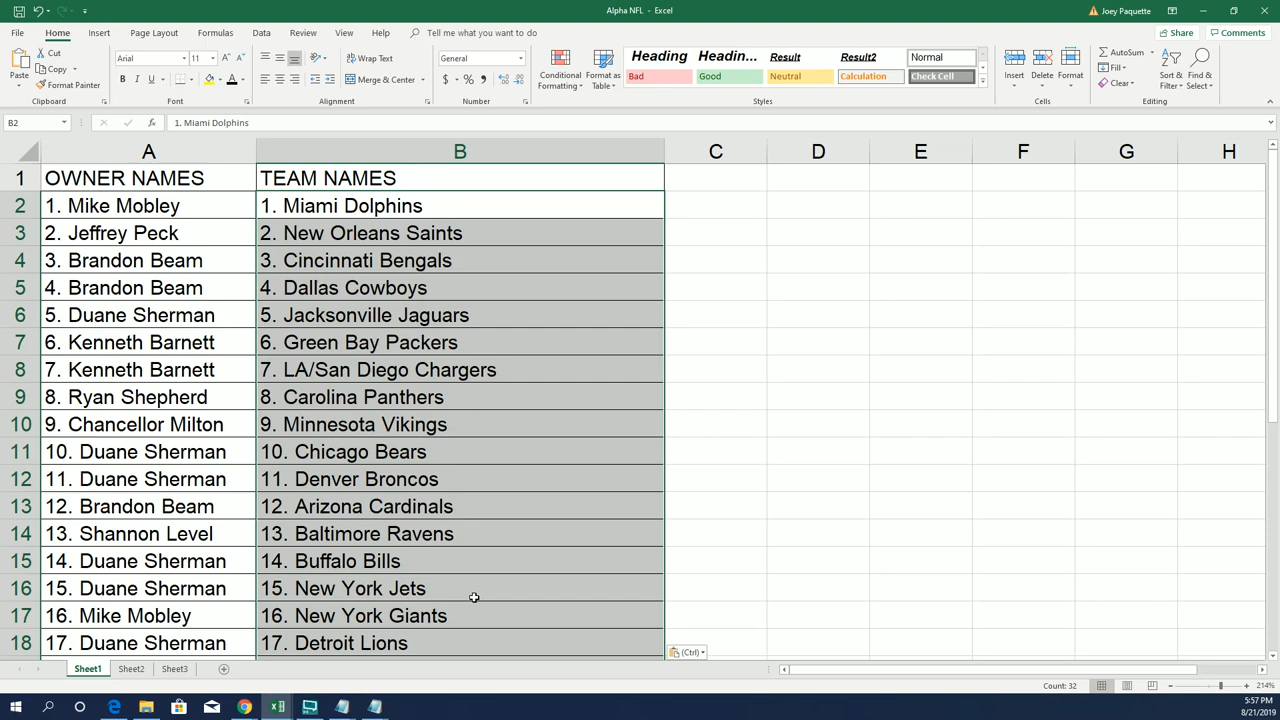 Alpha NFL - Excel
Joey Paquette
File Home Insert Page Layout Formulas Data Review View Help Tell me what you want to do
Share Comments
Paste
Cut
Copy
Format Painter
Clipboard
Arial 11
B I U
Font
Wrap Text
Merge & Center
Alignment
General
$ % ,
Number
Conditional Formatting
Format as Table
Heading Headin... Result Result2 Normal
Bad Good Neutral Calculation Check Cell
Styles
Insert Delete Format
Cells
AutoSum
Fill
Clear
Sort & Filter
Find & Select
Editing
B2 fx 1. Miami Dolphins
A B C D E F G H
1 OWNER NAMES TEAM NAMES
2 1. Mike Mobley 1. Miami Dolphins
3 2. Jeffrey Peck 2. New Orleans Saints
4 3. Brandon Beam 3. Cincinnati Bengals
5 4. Brandon Beam 4. Dallas Cowboys
6 5. Duane Sherman 5. Jacksonville Jaguars
7 6. Kenneth Barnett 6. Green Bay Packers
8 7. Kenneth Barnett 7. LA/San Diego Chargers
9 8. Ryan Shepherd 8. Carolina Panthers
10 9. Chancellor Milton 9. Minnesota Vikings
11 10. Duane Sherman 10. Chicago Bears
12 11. Duane Sherman 11. Denver Broncos
13 12. Brandon Beam 12. Arizona Cardinals
14 13. Shannon Level 13. Baltimore Ravens
15 14. Duane Sherman 14. Buffalo Bills
16 15. Duane Sherman 15. New York Jets
17 16. Mike Mobley 16. New York Giants
18 17. Duane Sherman 17. Detroit Lions
(Ctrl)
Sheet1 Sheet2 Sheet3
Count: 32
214%
5:57 PM
8/21/2019